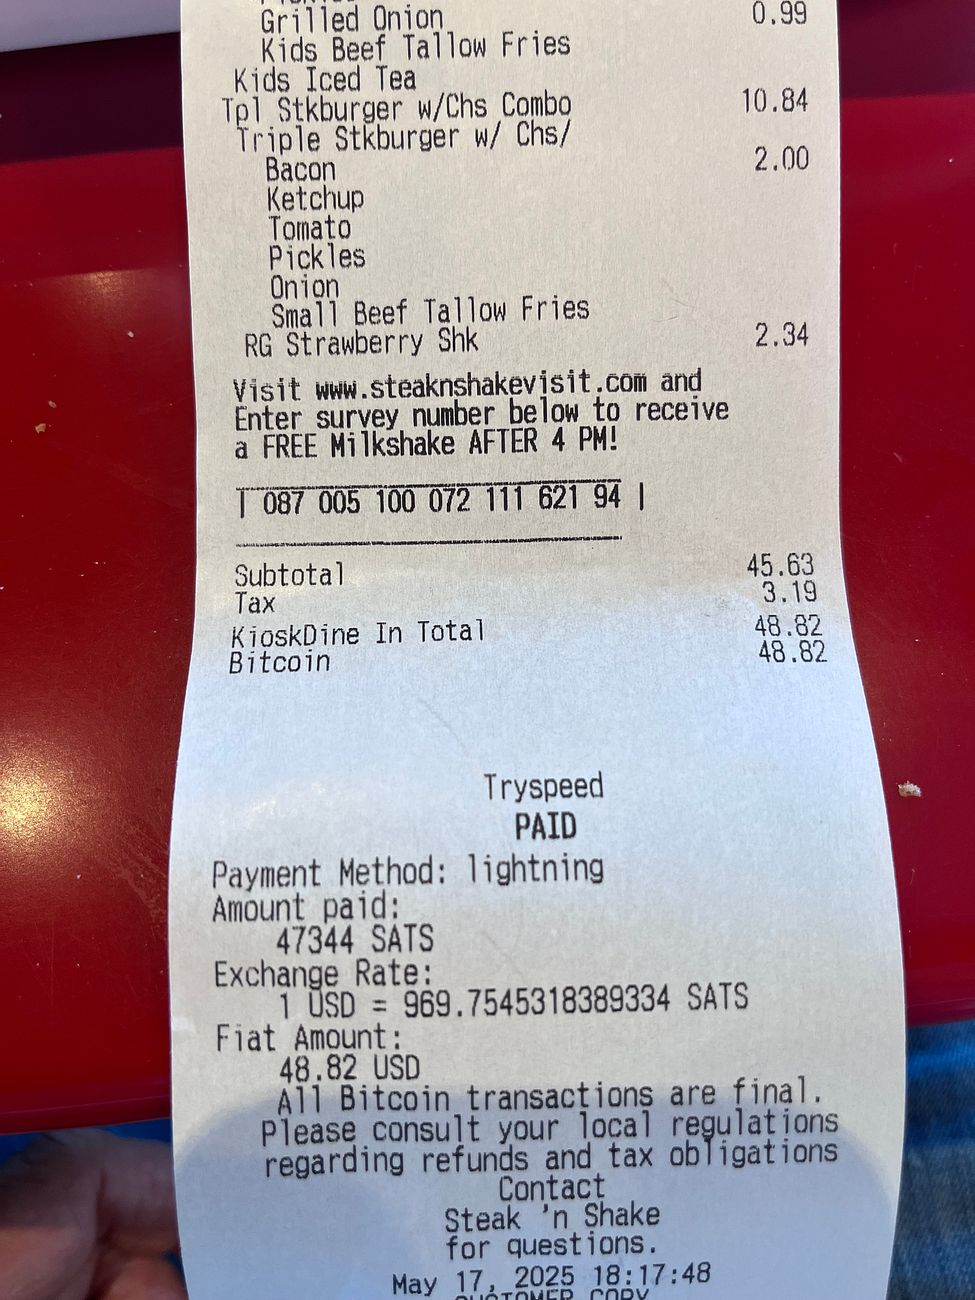 Grilled Onion 0.99
Kids Beef Tallow Fries
Kids Iced Tea
Tpl Stkburger w/Chs Combo 10.84
Triple Stkburger w/ Chs/
Bacon 2.00
Ketchup
Tomato
Pickles
Onion
Small Beef Tallow Fries
RG Strawberry Shk 2.34
Visit www.steaknshakevisit.com and
Enter survey number below to receive
a FREE Milkshake AFTER 4 PM!
| 087 005 100 072 111 621 94 |
Subtotal 45.63
Tax 3.19
KioskDine In Total 48.82
Bitcoin 48.82
Tryspeed
PAID
Payment Method: lightning
Amount paid:
47344 SATS
Exchange Rate:
1 USD = 969.7545318389334 SATS
Fiat Amount:
48.82 USD
All Bitcoin transactions are final.
Please consult your local regulations
regarding refunds and tax obligations
Contact
Steak 'n Shake
for questions.
May 17, 2025 18:17:48
CUSTOMER COPY